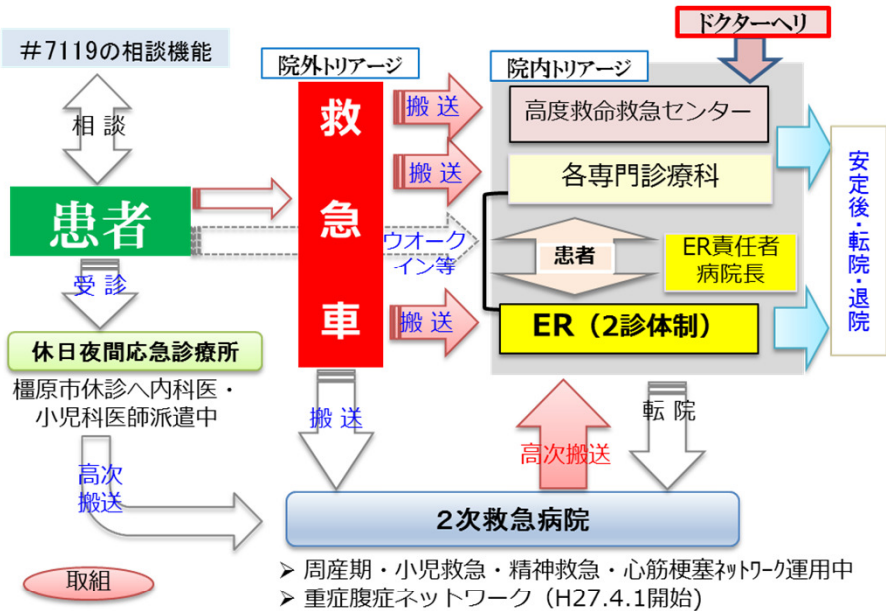 ドクターヘリ
#7119の相談機能
院外トリアージ
院内トリアージ
相 談
救
急
車
搬 送
搬 送
高度救命救急センター
各専門診療科
安定後・転院・退院
患者
ウオーク
イン等
患者
ER責任者
病院長
受 診
搬 送
ER(2診体制)
休日夜間応急診療所
橿原市休診へ内科医・
小児科医師派遣中
搬 送
高次搬送
転 院
高次
搬送
2次救急病院
取組
➢ 周産期・小児救急・精神救急・心筋梗塞ネットワーク運用中
➢ 重症腹症ネットワーク(H27.4.1開始)